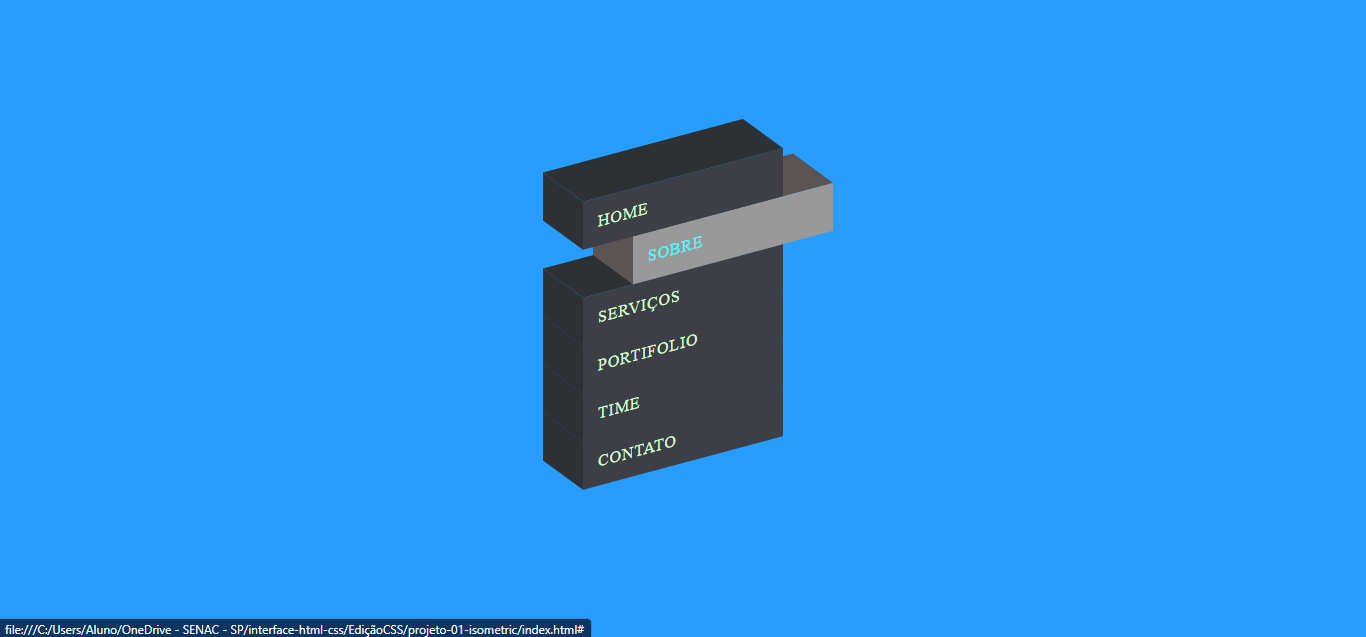 HOME
SOBRE
SERVIÇOS
PORTIFOLIO
TIME
CONTATO
file:///C:/Users/Aluno/OneDrive - SENAC - SP/interface-html-css/EdiçãoCSS/projeto-01-isometric/index.html#